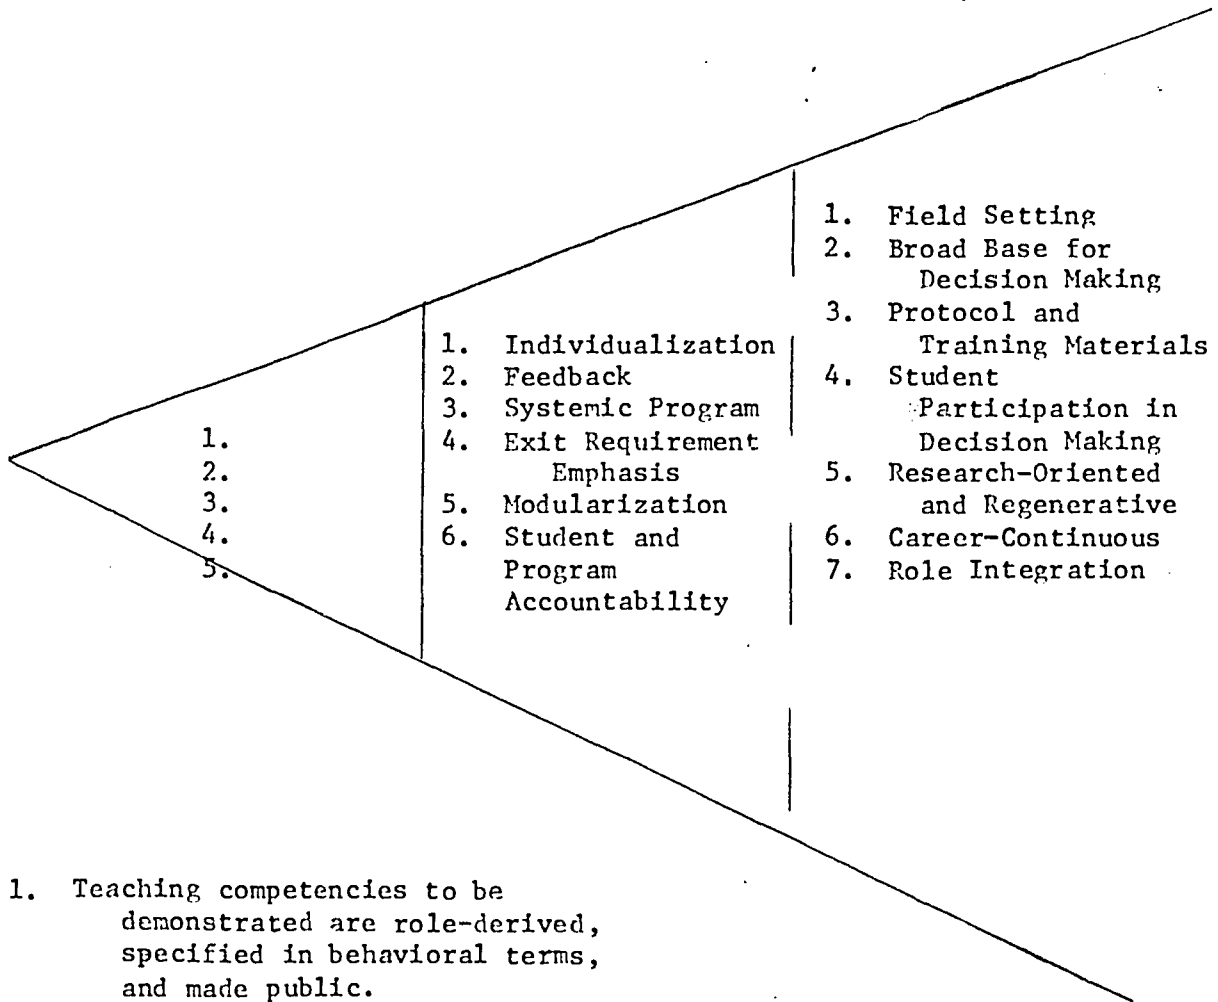 1.
2.
3.
4.
5.
1. Individualization
2. Feedback
3. Systemic Program
4. Exit Requirement
Emphasis
5. Modularization
6. Student and
Program
Accountability
1. Field Setting
2. Broad Base for
Decision Making
3. Protocol and
Training Materials
4. Student
Participation in
Decision Making
5. Research-Oriented
and Regenerative
6. Career-Continuous
7. Role Integration
1. Teaching competencies to be
demonstrated are role-derived,
specified in behavioral terms,
and made public.